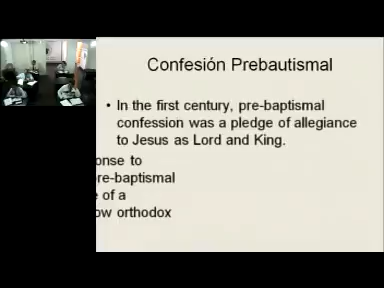 Confesión Prebautismal
• In the first century, pre-baptismal
confession was a pledge of allegiance
to Jesus as Lord and King.
onse to
re-baptismal
of a
ow orthodox